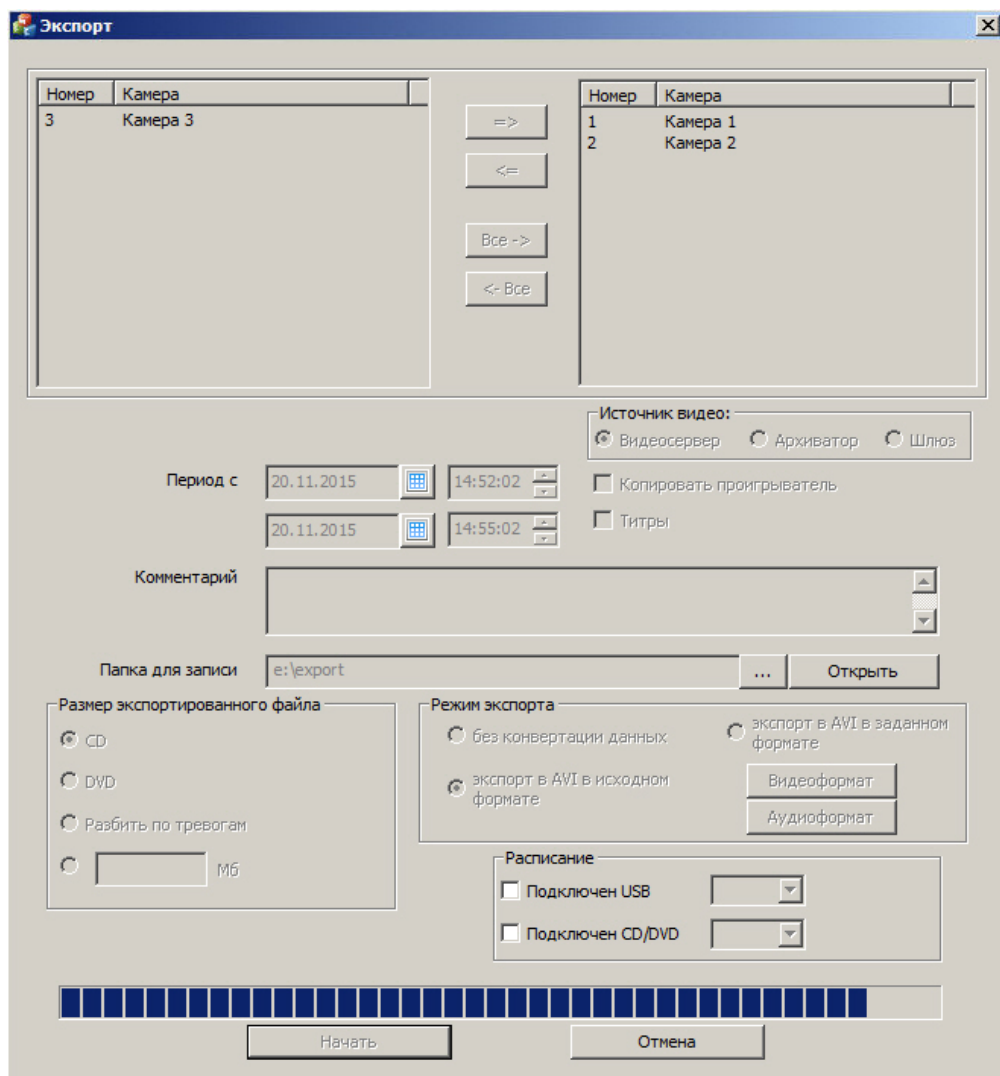 Экспорт
Номер Камера
3 Камера 3
=>
<=
Все ->
<- Все
Номер Камера
1 Камера 1
2 Камера 2
Источник видео:
Видеосервер Архиватор Шлюз
Период с 20.11.2015 14:52:02 Копировать проигрыватель
20.11.2015 14:55:02 Титры
Комментарий
Папка для записи e:\export ... Открыть
Размер экспортированного файла
CD
DVD
Разбить по тревогам
Мб
Режим экспорта
без конвертации данных
экспорт в AVI в исходном
формате
экспорт в AVI в заданном
формате
Видеоформат
Аудиоформат
Расписание
Подключен USB
Подключен CD/DVD
Начать Отмена